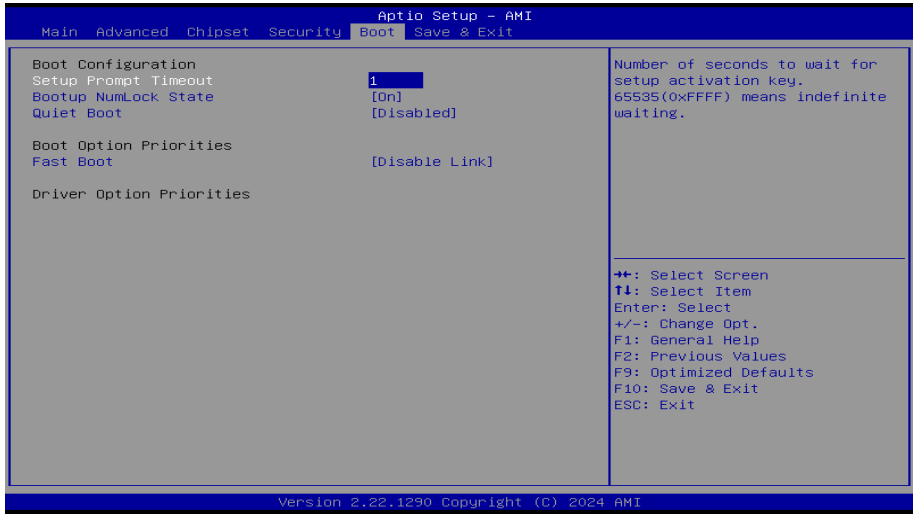 Aptio Setup - AMI
Main Advanced Chipset Security Boot Save & Exit
Boot Configuration
Setup Prompt Timeout 1
Bootup NumLock State [On]
Quiet Boot [Disabled]
Boot Option Priorities
Fast Boot [Disable Link]
Driver Option Priorities
Number of seconds to wait for
setup activation key.
65535(0xFFFF) means indefinite
waiting.
→←: Select Screen
↑↓: Select Item
Enter: Select
+/-: Change Opt.
F1: General Help
F2: Previous Values
F9: Optimized Defaults
F10: Save & Exit
ESC: Exit
Version 2.22.1290 Copyright (C) 2024 AMI